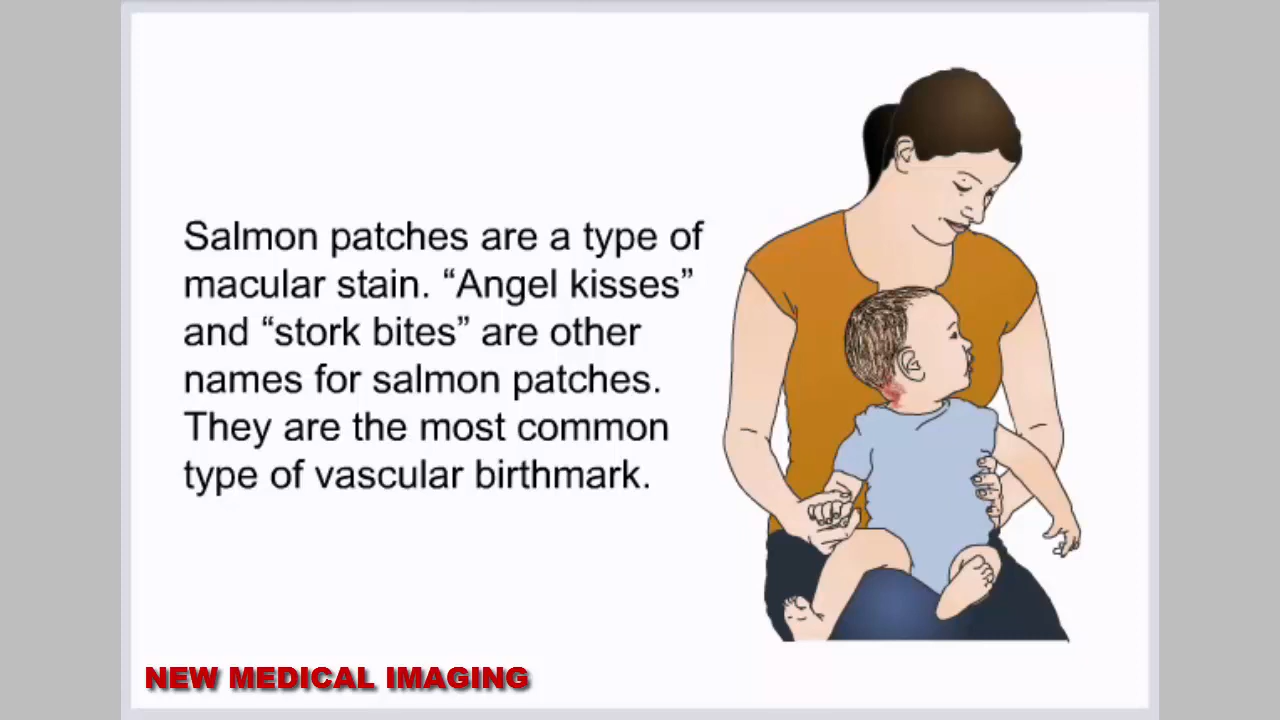 Salmon patches are a type of
macular stain. “Angel kisses”
and “stork bites” are other
names for salmon patches.
They are the most common
type of vascular birthmark.
NEW MEDICAL IMAGING